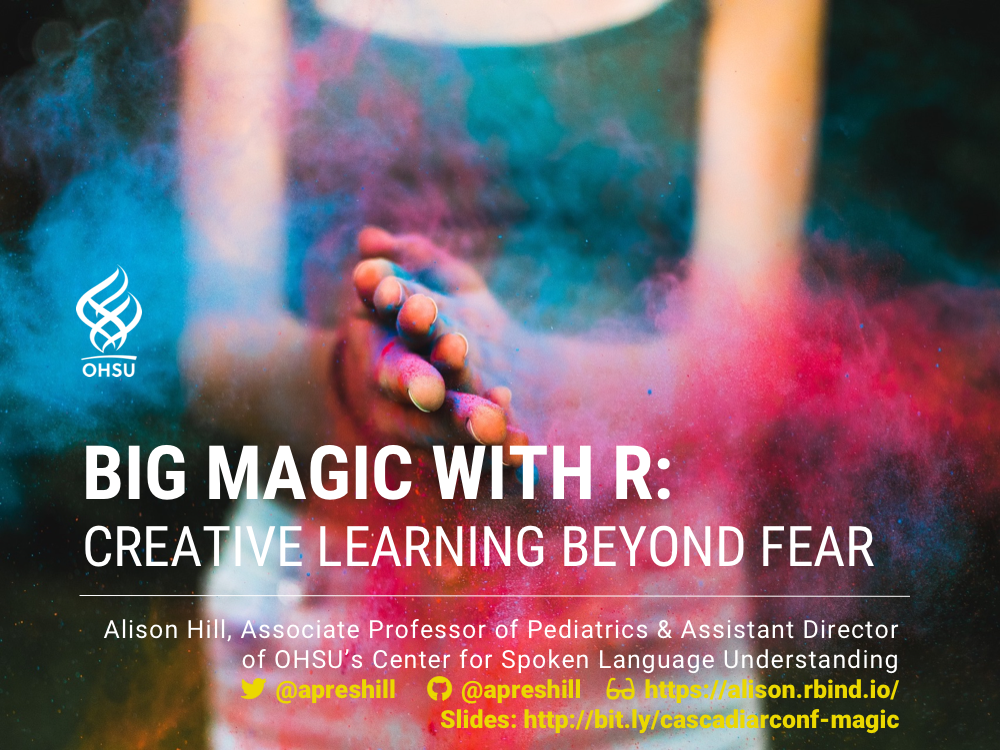 OHSU
BIG MAGIC WITH R:
CREATIVE LEARNING BEYOND FEAR
Alison Hill, Associate Professor of Pediatrics & Assistant Director
of OHSU’s Center for Spoken Language Understanding
@apreshill @apreshill https://alison.rbind.io/
Slides: http://bit.ly/cascadiarconf-magic